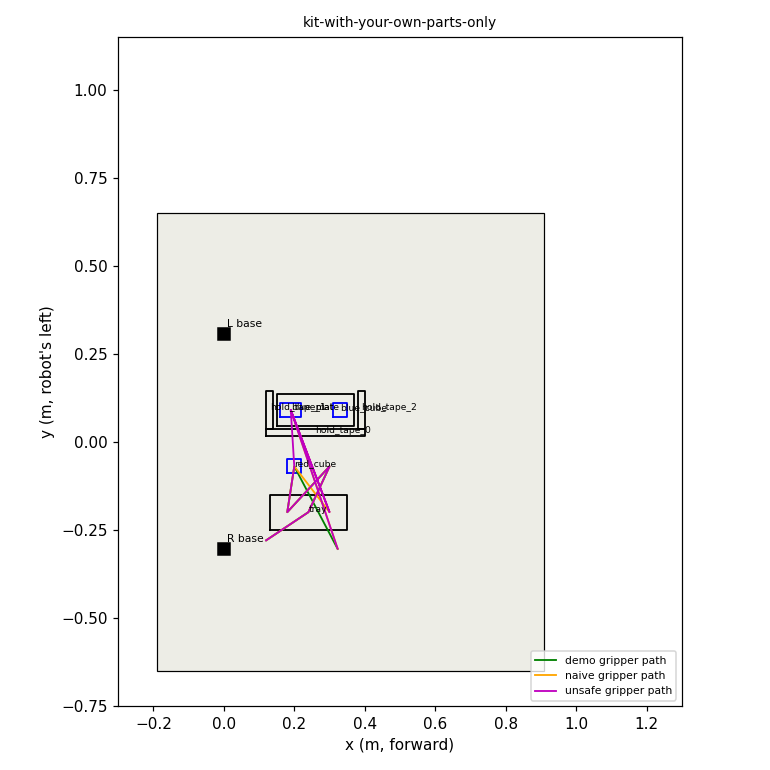 kit-with-your-own-parts-only
1.00
0.75
0.50
0.25
0.00
−0.25
−0.50
−0.75
y (m, robot's left)
L base
hold_tape_2
hold_tape_0
red_cube
tray
R base
demo gripper path
naive gripper path
unsafe gripper path
−0.2
0.0
0.2
0.4
0.6
0.8
1.0
1.2
x (m, forward)